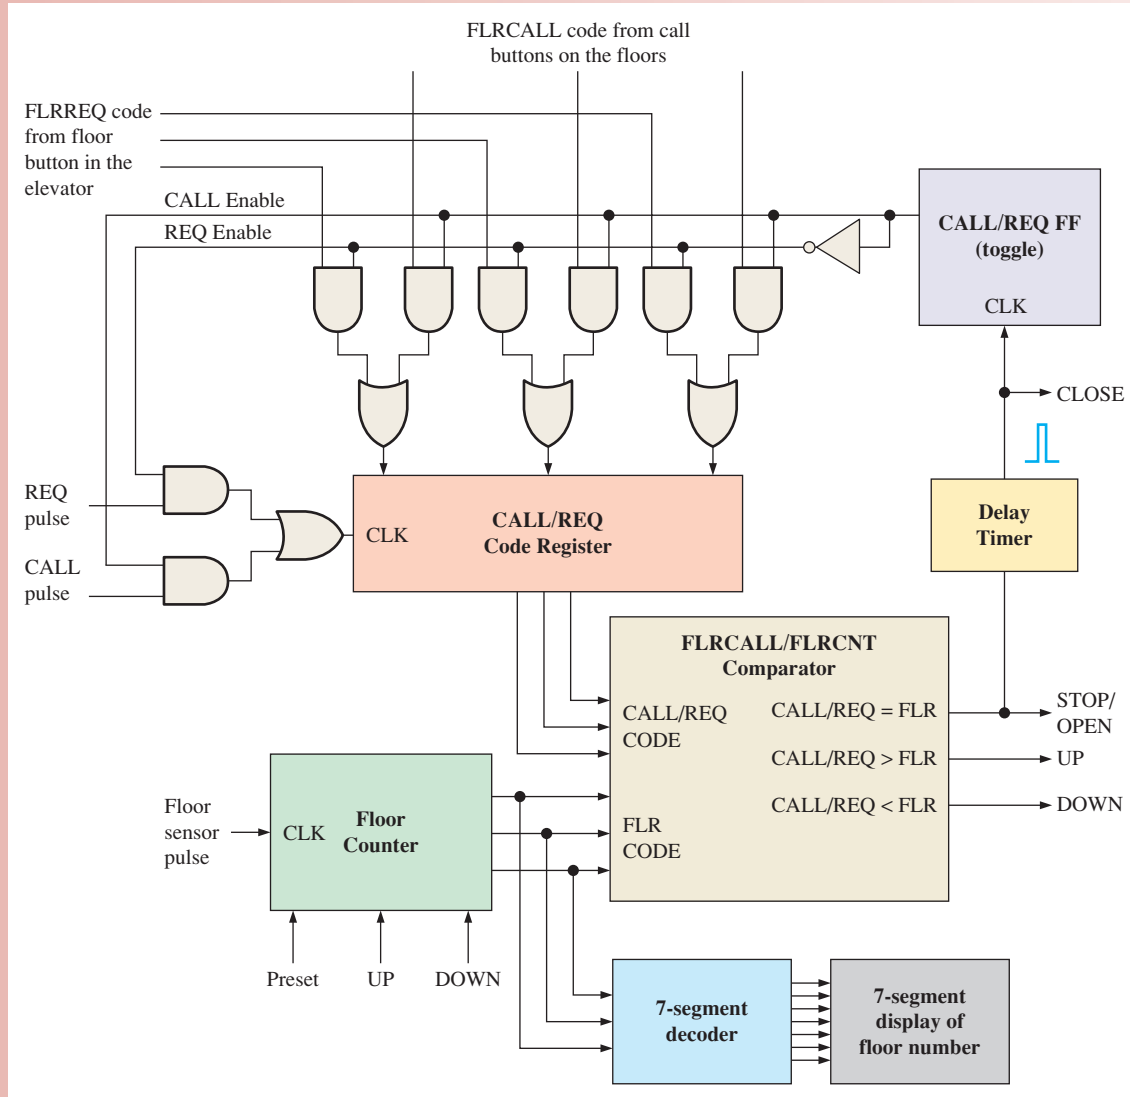 FLRCALL code from call
buttons on the floors
FLRREQ code
from floor
button in the
elevator
CALL Enable
REQ Enable
CALL/REQ FF
(toggle)
CLK
CLOSE
REQ
pulse
CALL
pulse
CLK
CALL/REQ
Code Register
Delay
Timer
FLRCALL/FLRCNT
Comparator
CALL/REQ
CODE
CALL/REQ = FLR
CALL/REQ > FLR
CALL/REQ < FLR
STOP/
OPEN
UP
DOWN
Floor
sensor
pulse
CLK
Floor
Counter
FLR
CODE
Preset
UP
DOWN
7-segment
decoder
7-segment
display of
floor number